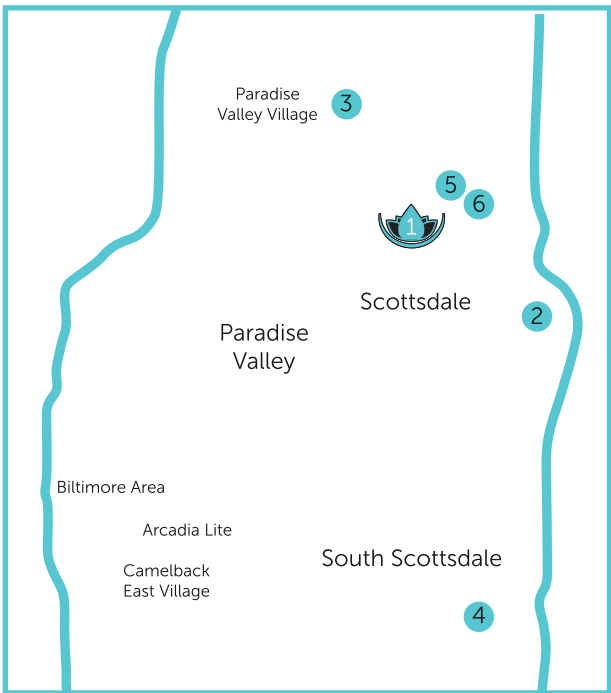 Paradise
Valley Village
3
5
6
1
Scottsdale
2
Paradise
Valley
Biltmore Area
Arcadia Lite
South Scottsdale
Camelback
East Village
4